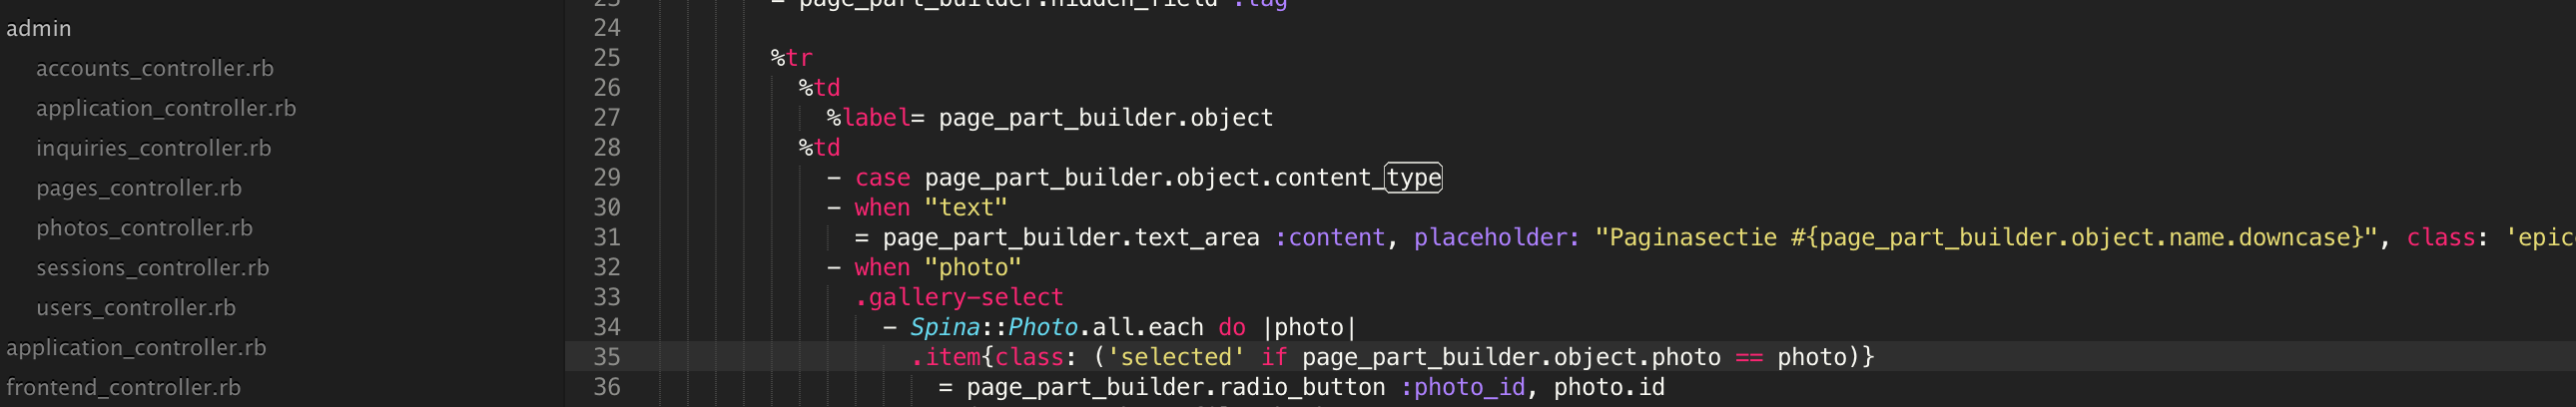 admin
accounts_controller.rb
application_controller.rb
inquiries_controller.rb
pages_controller.rb
photos_controller.rb
sessions_controller.rb
users_controller.rb
application_controller.rb
frontend_controller.rb
23 = page_part_builder.hidden_field :tag
24
25 %tr
26 %td
27 %label= page_part_builder.object
28 %td
29 - case page_part_builder.object.content_type
30 - when "text"
31 = page_part_builder.text_area :content, placeholder: "Paginasectie #{page_part_builder.object.name.downcase}", class: 'epic
32 - when "photo"
33 .gallery-select
34 - Spina::Photo.all.each do |photo|
35 .item{class: ('selected' if page_part_builder.object.photo == photo)}
36 = page_part_builder.radio_button :photo_id, photo.id